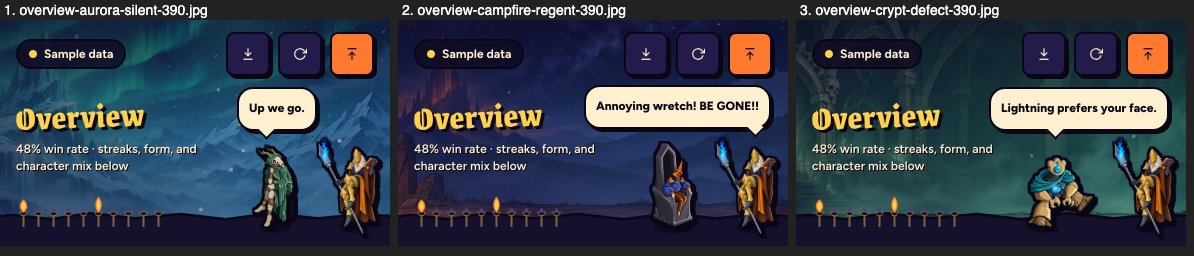 1. overview-aurora-silent-390.jpg
Sample data
Up we go.
Overview
48% win rate · streaks, form, and
character mix below
2. overview-campfire-regent-390.jpg
Sample data
Annoying wretch! BE GONE!!
Overview
48% win rate · streaks, form, and
character mix below
3. overview-crypt-defect-390.jpg
Sample data
Lightning prefers your face.
Overview
48% win rate · streaks, form, and
character mix below